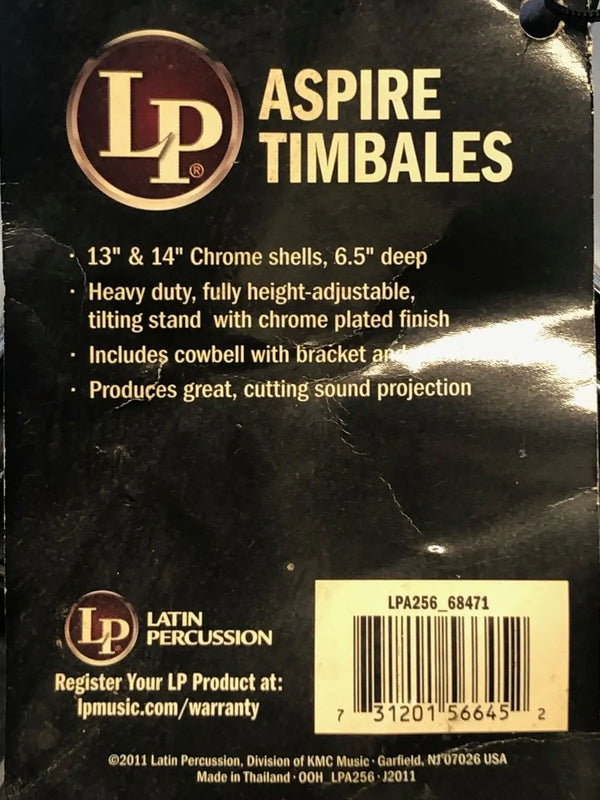 LP®
ASPIRE
TIMBALES
· 13" & 14" Chrome shells, 6.5" deep
· Heavy duty, fully height-adjustable,
tilting stand with chrome plated finish
· Includes cowbell with bracket and
· Produces great, cutting sound projection
LP®
LATIN
PERCUSSION
Register Your LP Product at:
lpmusic.com/warranty
LPA256_68471
7 31201 56645 2
©2011 Latin Percussion, Division of KMC Music · Garfield, NJ 07026 USA
Made in Thailand · OOH_LPA256 · J2011